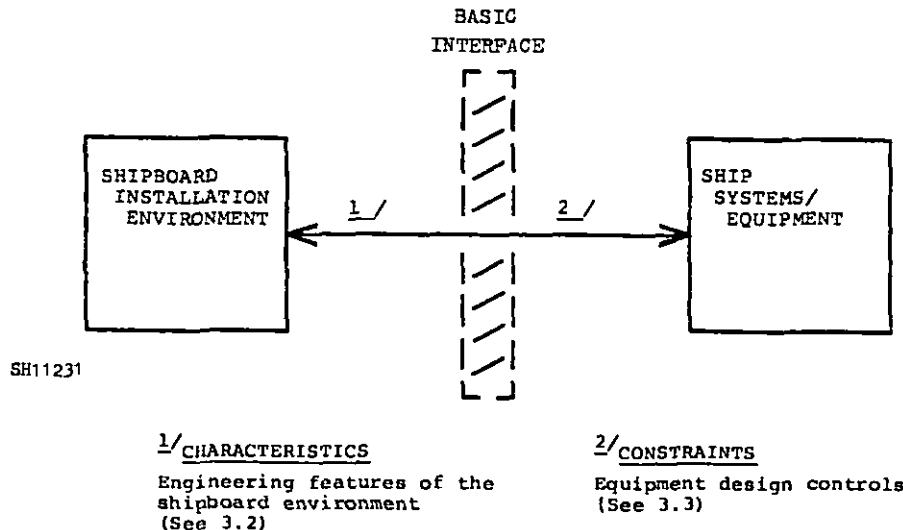 BASIC
INTERFACE
SHIPBOARD
INSTALLATION
ENVIRONMENT
1/
2/
SHIP
SYSTEMS/
EQUIPMENT
SH11231
1/ CHARACTERISTICS
Engineering features of the
shipboard environment
(See 3.2)
2/ CONSTRAINTS
Equipment design controls
(See 3.3)